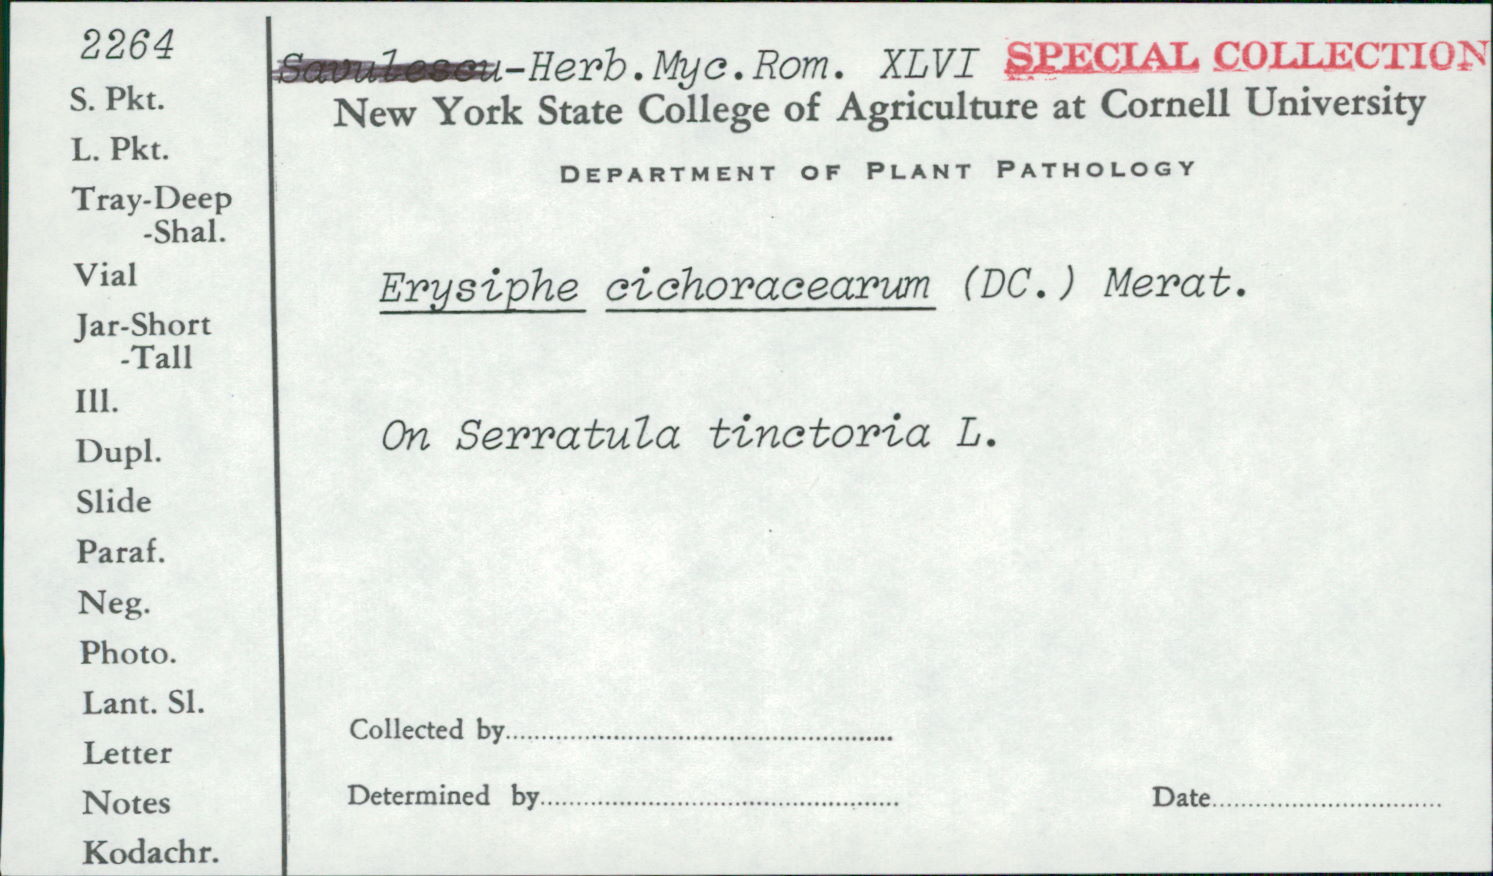 2264
S. Pkt.
L. Pkt.
Tray-Deep
-Shal.
Vial
Jar-Short
-Tall
Ill.
Dupl.
Slide
Paraf.
Neg.
Photo.
Lant. Sl.
Letter
Notes
Kodachr.
Savulescu-Herb.Myc.Rom. XLVI SPECIAL COLLECTION
New York State College of Agriculture at Cornell University
DEPARTMENT OF PLANT PATHOLOGY
Erysiphe cichoracearum (DC.) Merat.
On Serratula tinctoria L.
Collected by
Determined by
Date